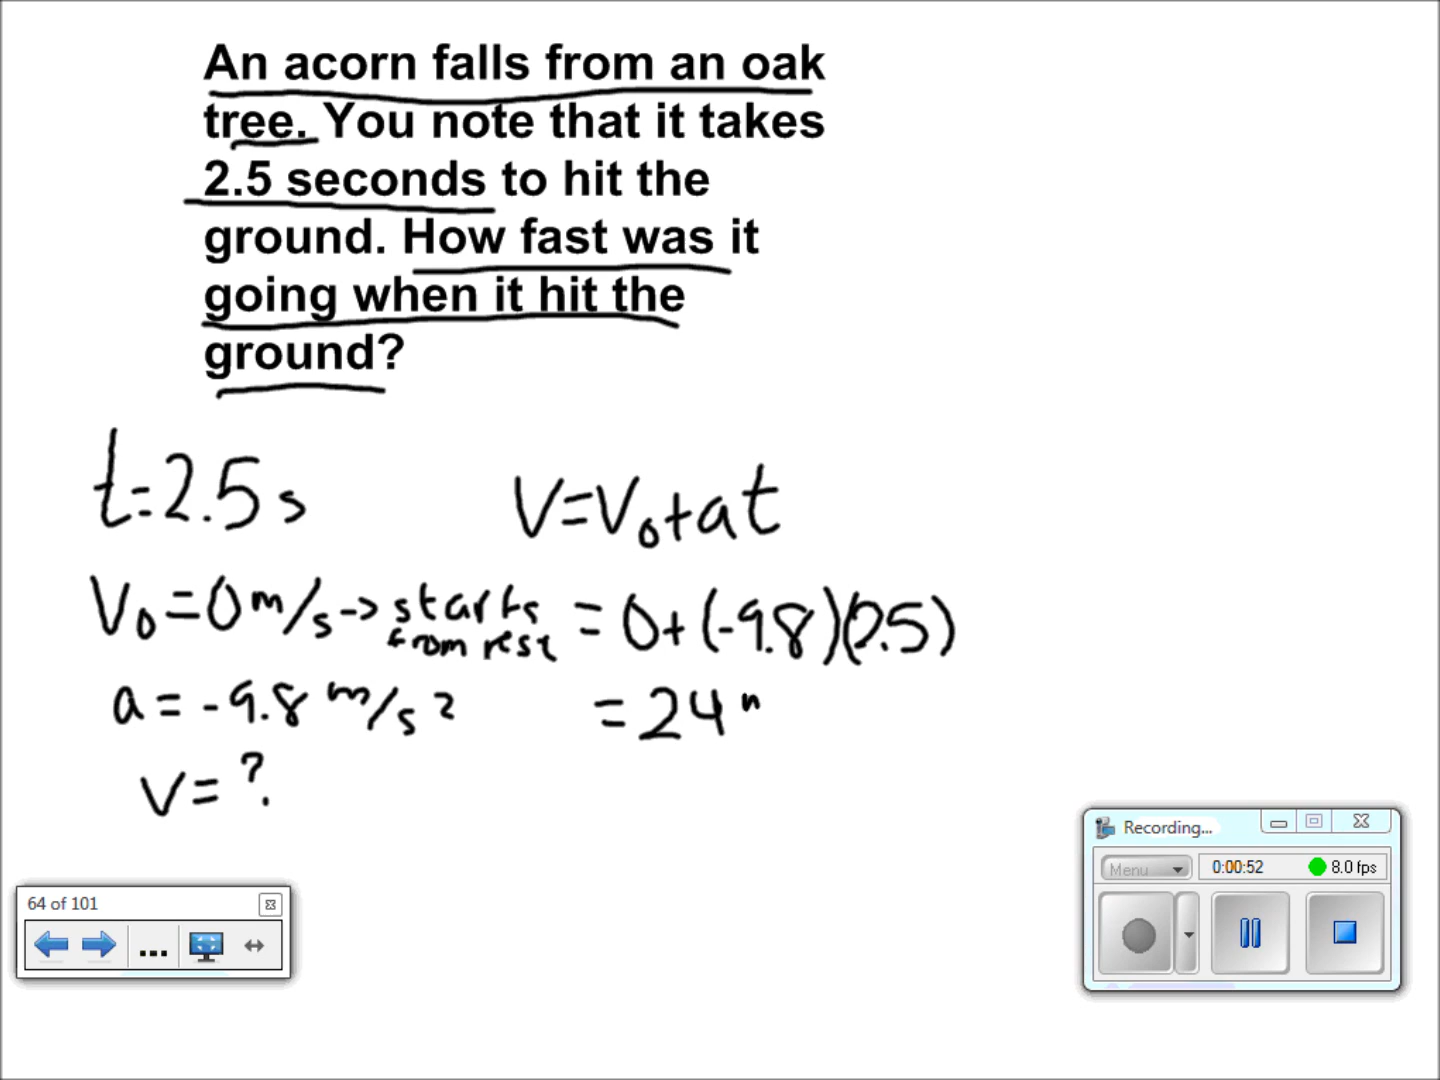 An acorn falls from an oak
tree. You note that it takes
2.5 seconds to hit the
ground. How fast was it
going when it hit the
ground?
t=2.5 s
V=V₀+at
V₀=0m/s->starts
from rest
=0+(-9.8)(2.5)
a=-9.8 m/s²
=24 n
v=?
64 of 101
...
Recording...
Menu
0:00:52
8.0 fps